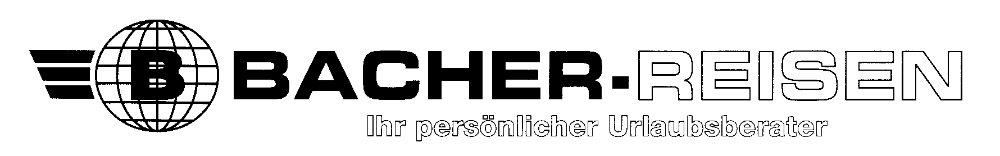 B BACHER-REISEN
Ihr persönlicher Urlaubsberater